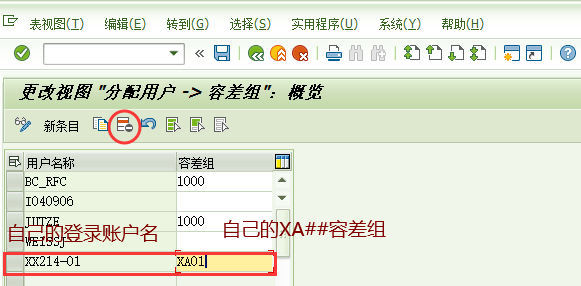 表视图(T) 编辑(E) 转到(G) 选择(S) 实用程序(U) 系统(Y) 帮助(H)
更改视图 "分配用户 -> 容差组": 概览
新条目
用户名称 容差组
BC_RFC 1000
I040906
1000
自己的登录账户名 自己的XA##容差组
XX214-01 XA01